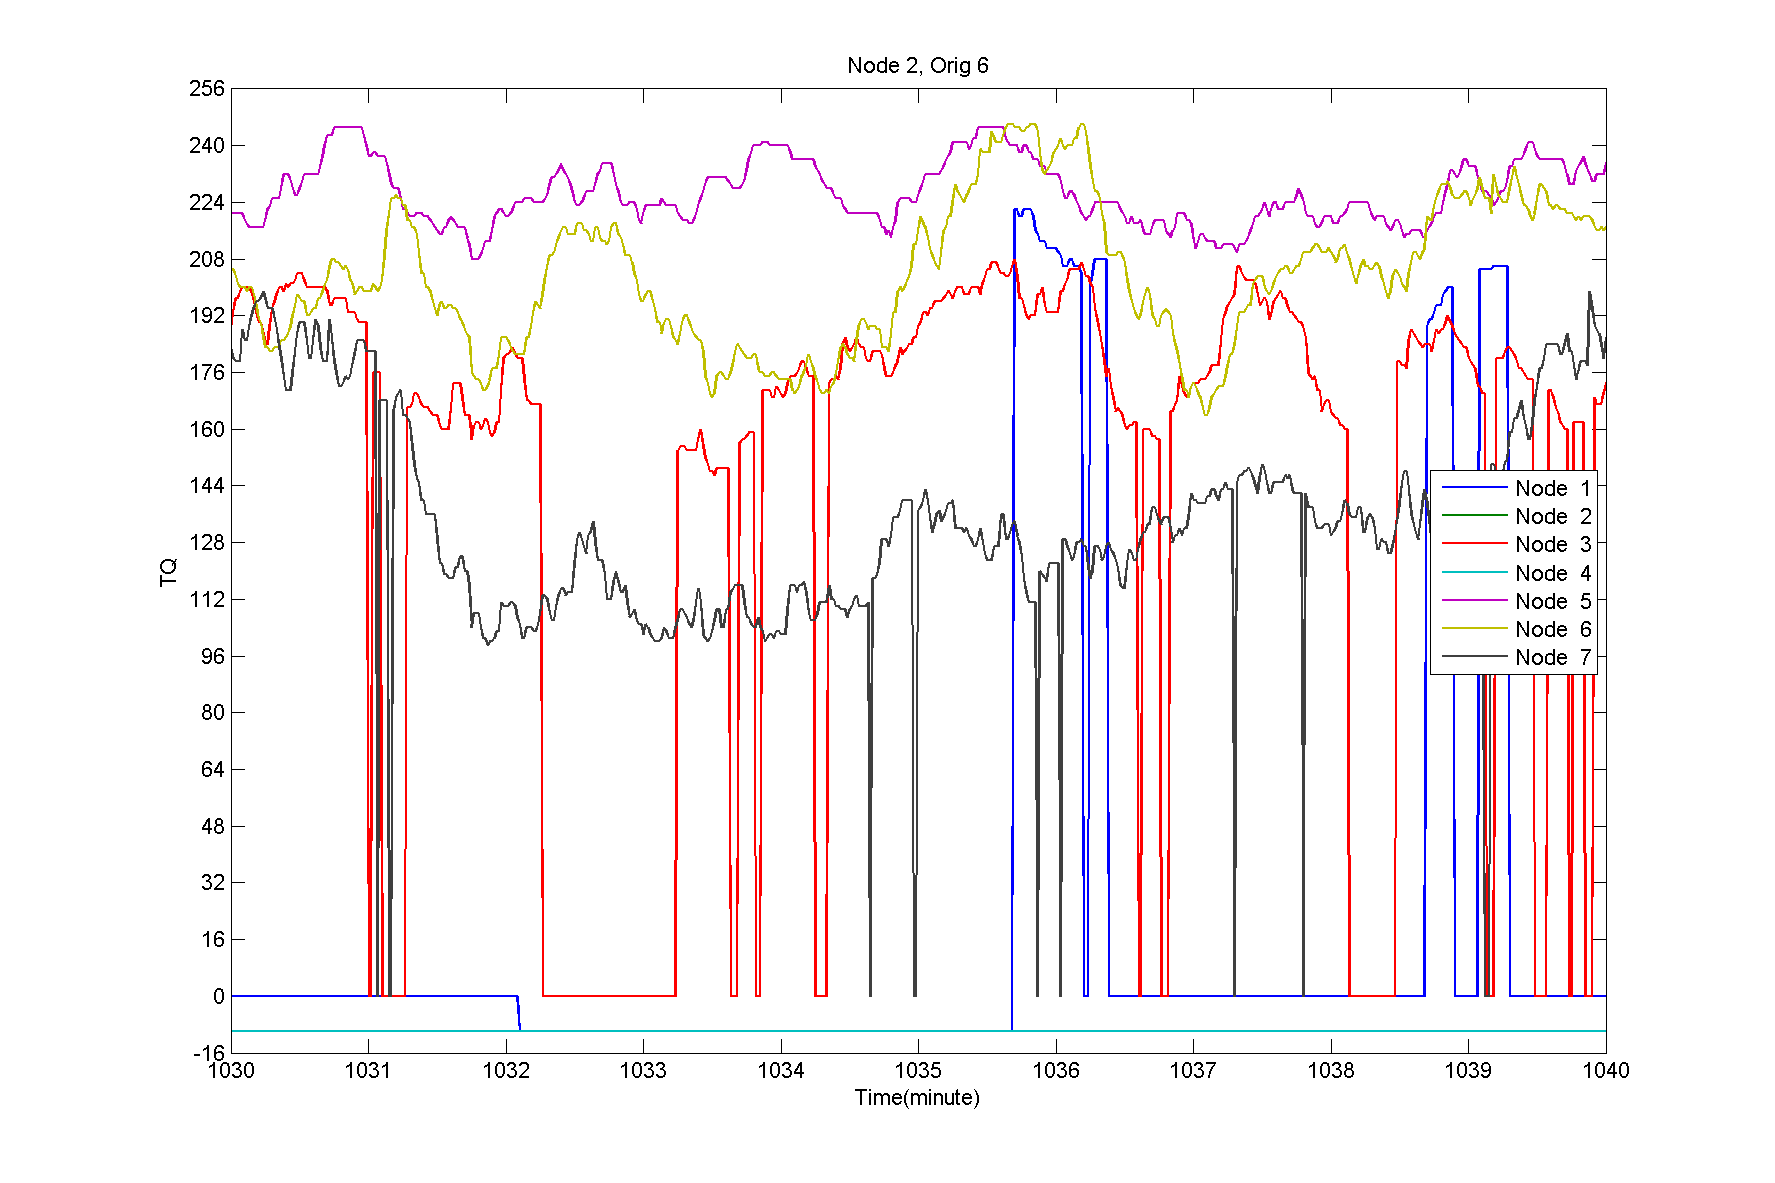 Node 2, Orig 6
256
240
224
208
192
176
160
144
128
112
96
80
64
48
32
16
0
-16
TQ
Node 1
Node 2
Node 3
Node 4
Node 5
Node 6
Node 7
1030 1031 1032 1033 1034 1035 1036 1037 1038 1039 1040
Time(minute)